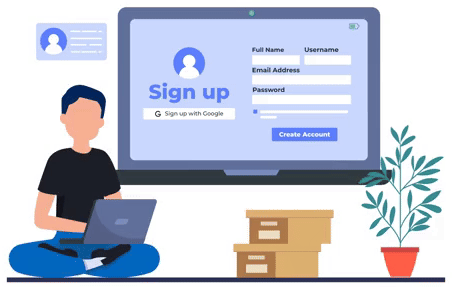 Sign up
G Sign up with Google
Full Name
Username
Email Address
Password
Create Account